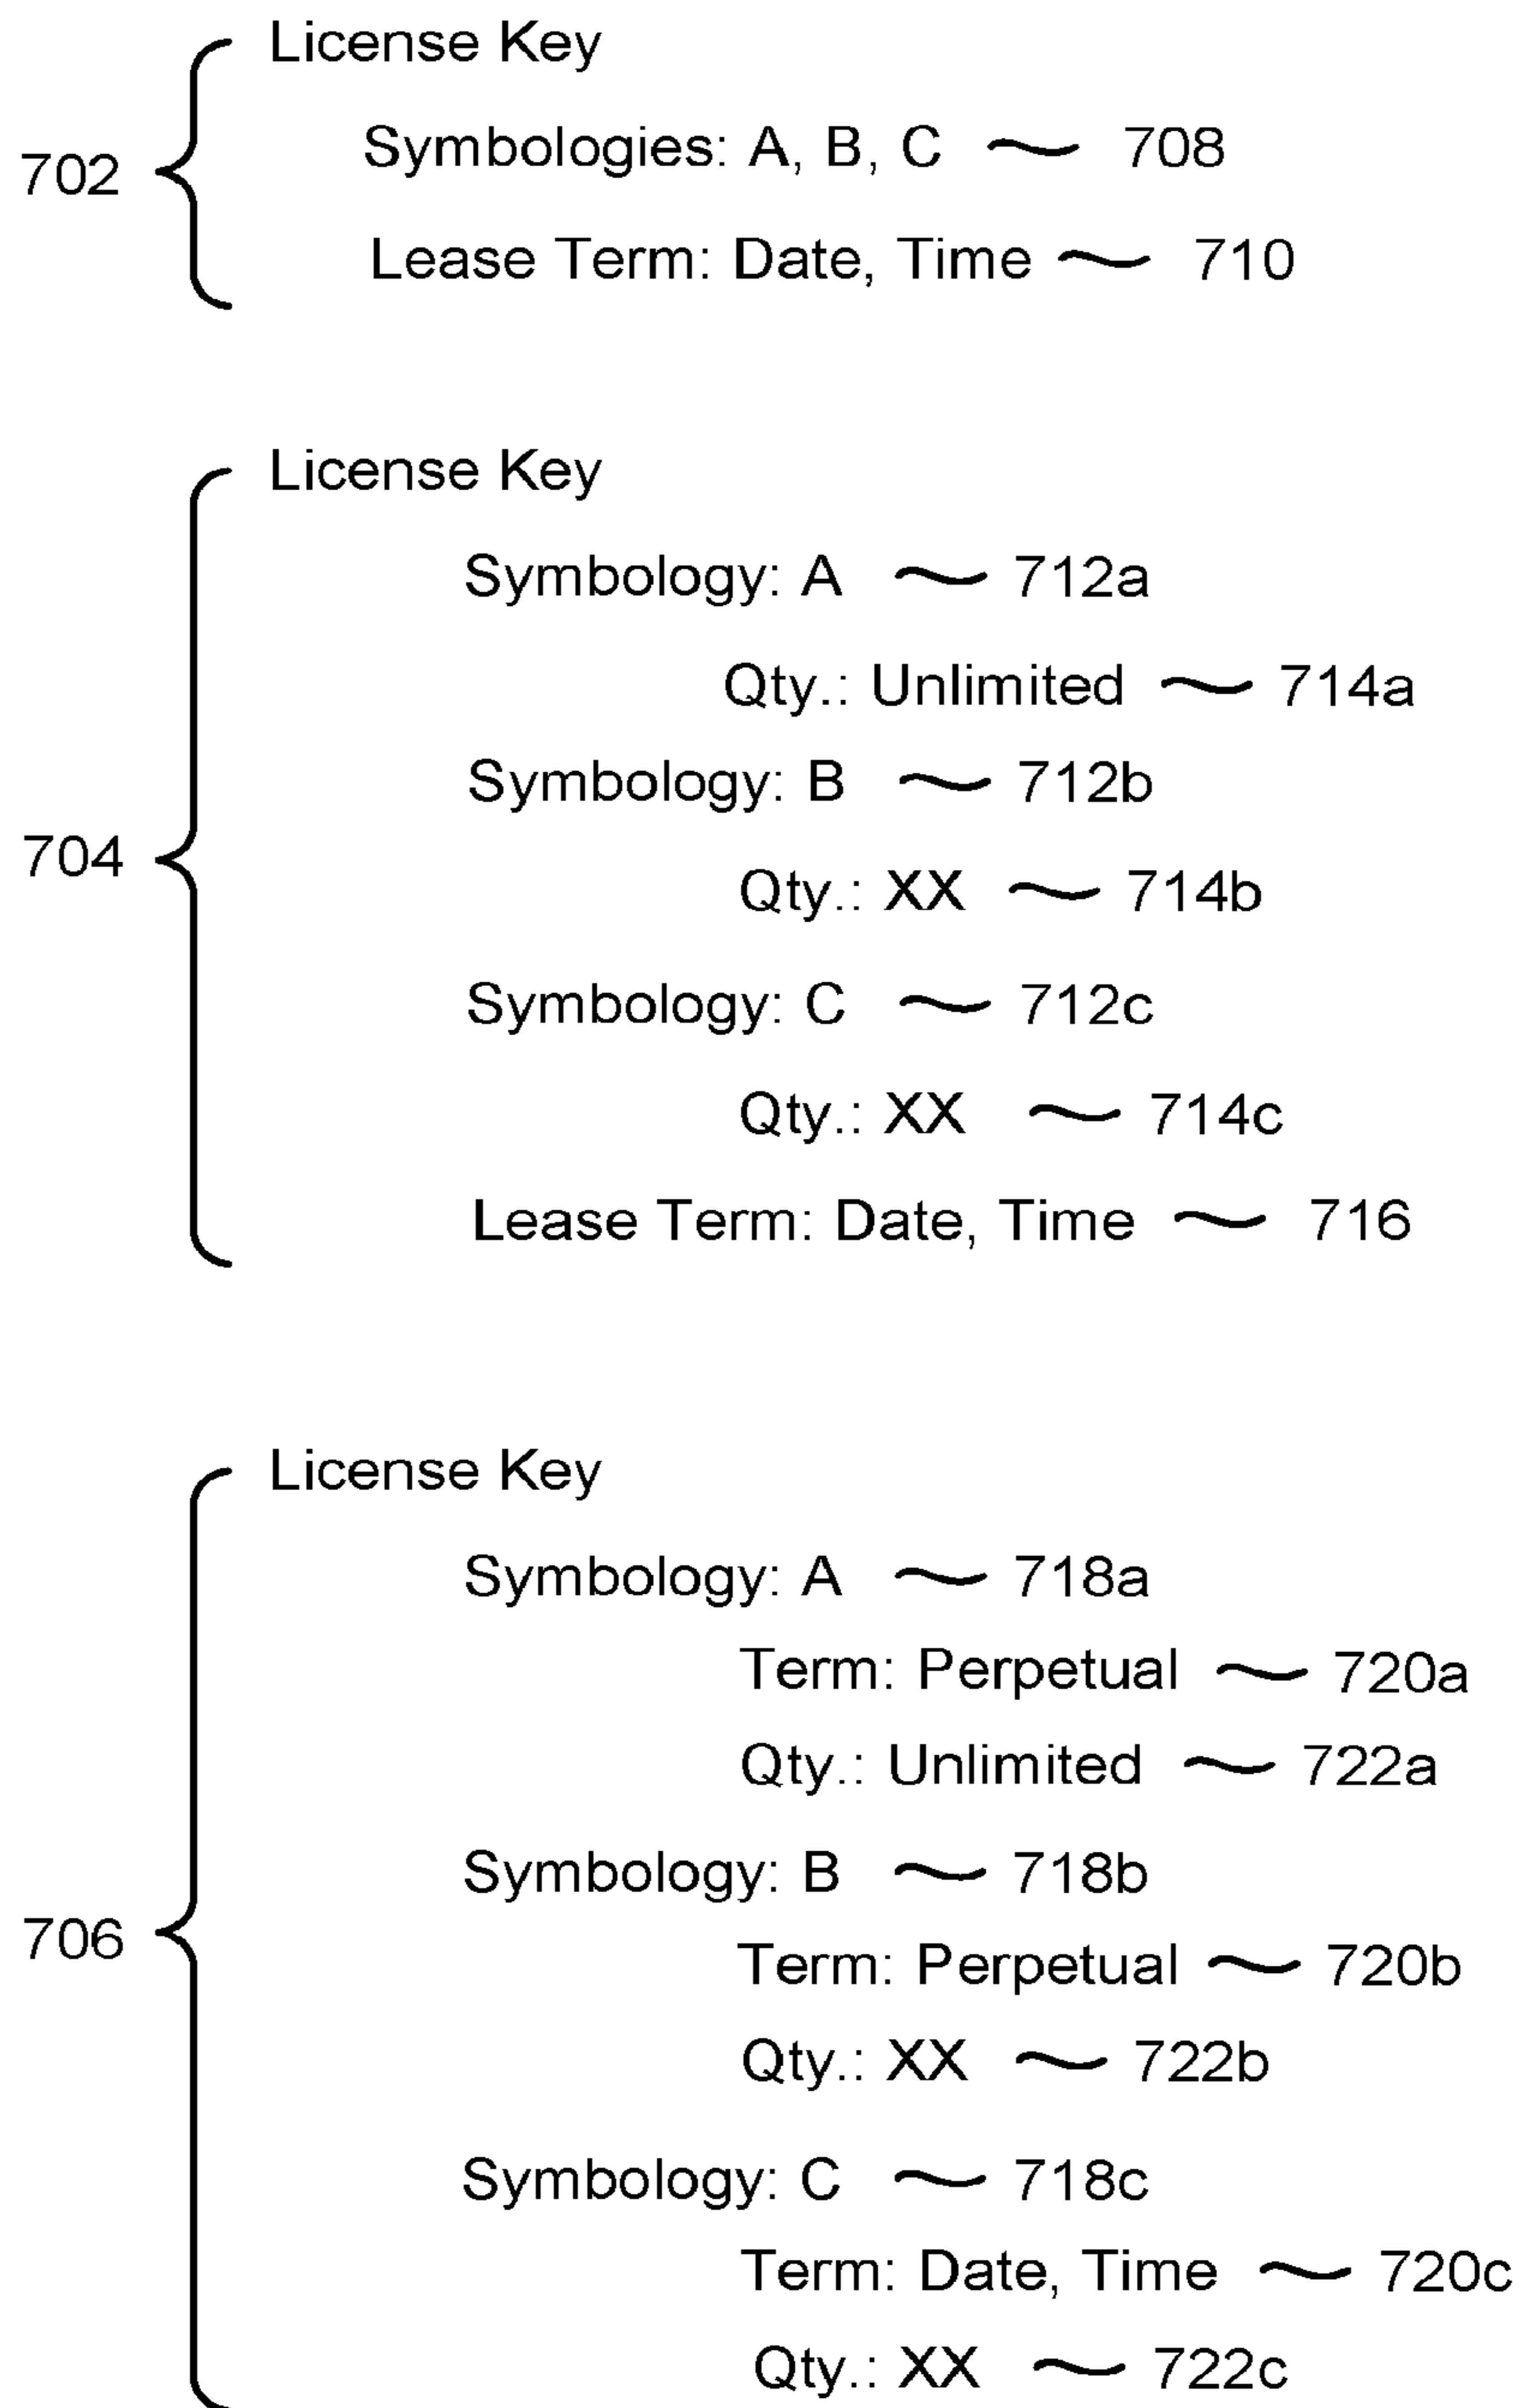 License Key
Symbologies: A, B, C 708
702
Lease Term: Date, Time 710
License Key
Symbology: A 712a
Qty.: Unlimited 714a
Symbology: B 712b
704
Qty.: XX 714b
Symbology: C 712c
Qty.: XX 714c
Lease Term: Date, Time 716
License Key
Symbology: A 718a
Term: Perpetual 720a
Qty.: Unlimited 722a
Symbology: B 718b
706
Term: Perpetual 720b
Qty.: XX 722b
Symbology: C 718c
Term: Date, Time 720c
Qty.: XX 722c